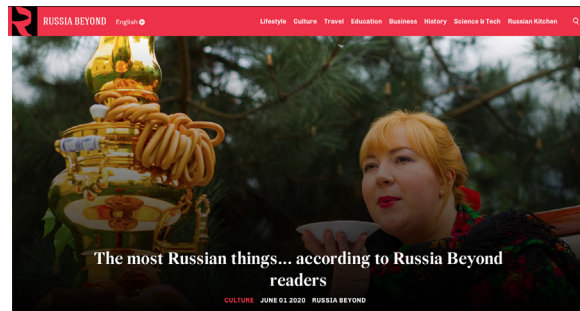 RUSSIA BEYOND English Lifestyle Culture Travel Education Business History Science & Tech Russian Kitchen
The most Russian things... according to Russia Beyond
readers
CULTURE JUNE 01 2020 RUSSIA BEYOND